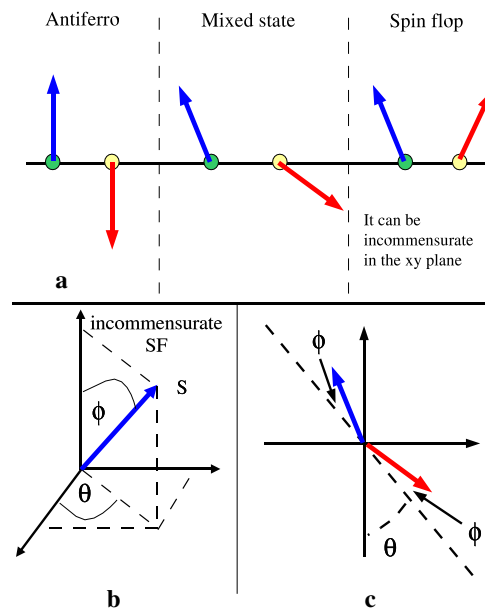 Antiferro
Mixed state
Spin flop
It can be
incommensurate
in the xy plane
a
incommensurate
SF
S
ϕ
θ
b
ϕ
ϕ
θ
c